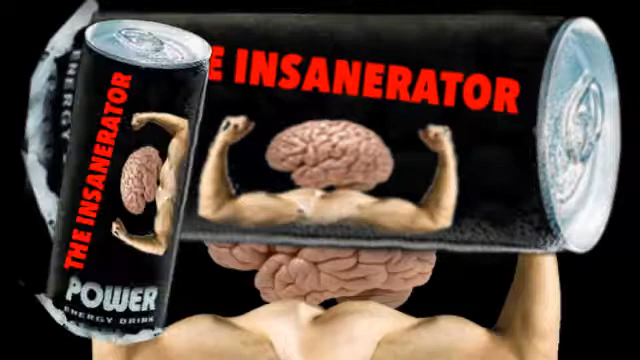 THE INSANERATOR
POWER
ENERGY DRINK
E INSANERATOR
ENERGY